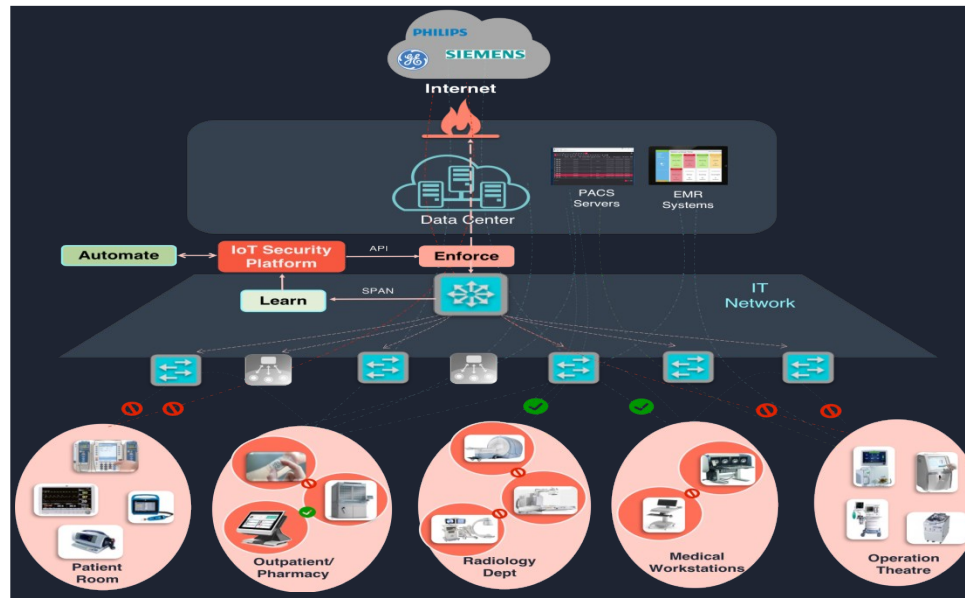 PHILIPS
GE
SIEMENS
Internet
Data Center
PACS
Servers
EMR
Systems
Automate
IoT Security
Platform
API
Enforce
Learn
SPAN
IT
Network
Patient
Room
Outpatient/
Pharmacy
Radiology
Dept
Medical
Workstations
Operation
Theatre